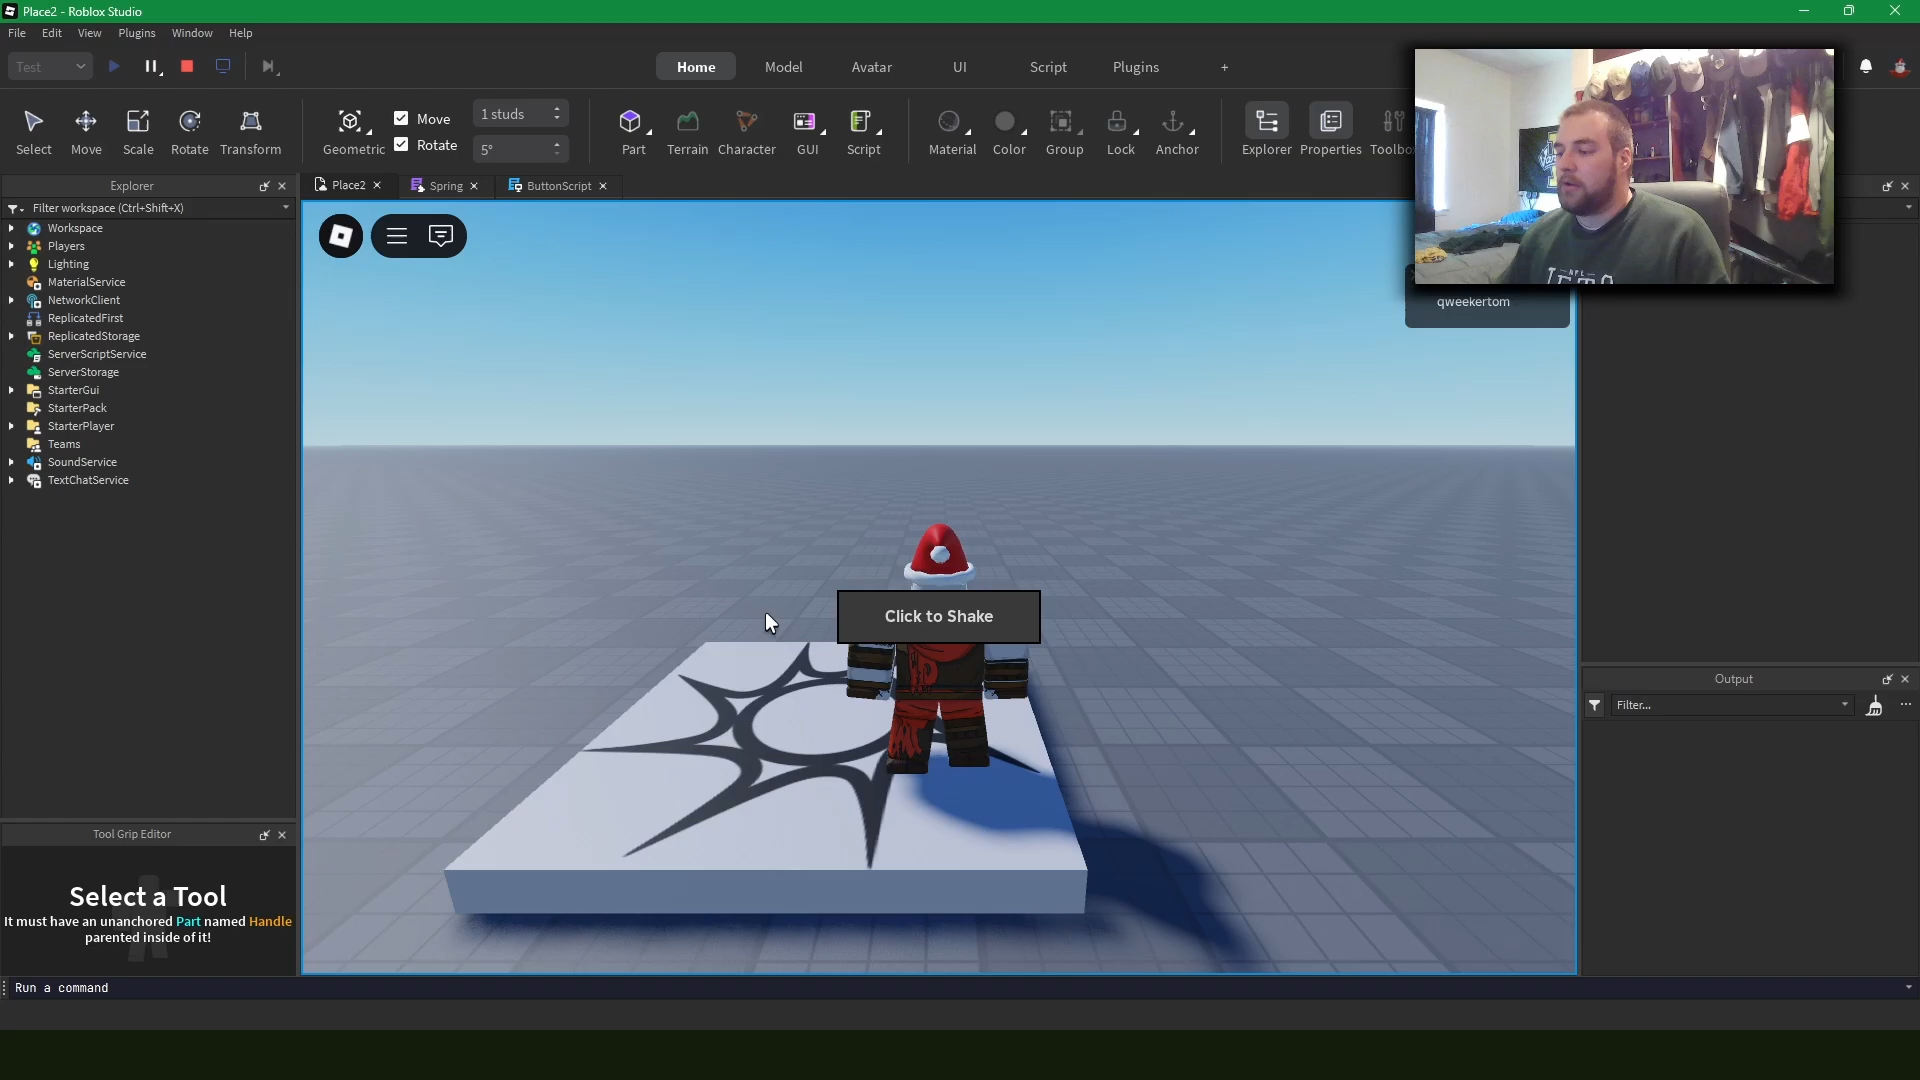 Place2 - Roblox Studio
File Edit View Plugins Window Help
Test
Home Model Avatar UI Script Plugins +
Select Move Scale Rotate Transform
Geometric
Move
Rotate
1 studs
5°
Part Terrain Character GUI Script
Material Color Group Lock Anchor
Explorer Properties Toolbo
Explorer
Filter workspace (Ctrl+Shift+X)
Workspace
Players
Lighting
MaterialService
NetworkClient
ReplicatedFirst
ReplicatedStorage
ServerScriptService
ServerStorage
StarterGui
StarterPack
StarterPlayer
Teams
SoundService
TextChatService
Place2
Spring
ButtonScript
qweekertom
Click to Shake
Output
Filter...
Tool Grip Editor
Select a Tool
It must have an unanchored Part named Handle
parented inside of it!
Run a command